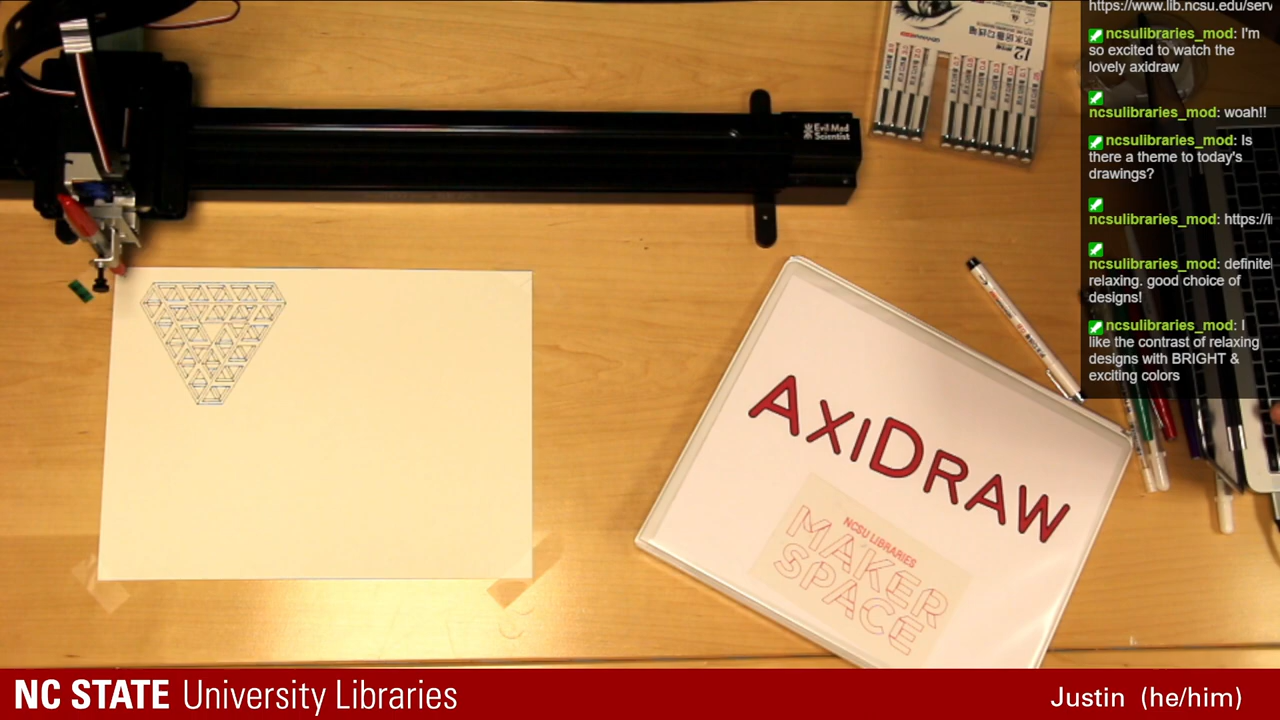 https://www.lib.ncsu.edu/serv
ncsulibraries_mod: I'm
so excited to watch the
lovely axidraw
ncsulibraries_mod: woah!!
ncsulibraries_mod: Is
there a theme to today's
drawings?
ncsulibraries_mod: https://i
ncsulibraries_mod: definite
relaxing. good choice of
designs!
ncsulibraries_mod: I
like the contrast of relaxing
designs with BRIGHT &
exciting colors
Evil Mad
Scientist
12
AXIDRAW
NCSU LIBRARIES
MAKER
SPACE
NC STATE University Libraries
Justin (he/him)